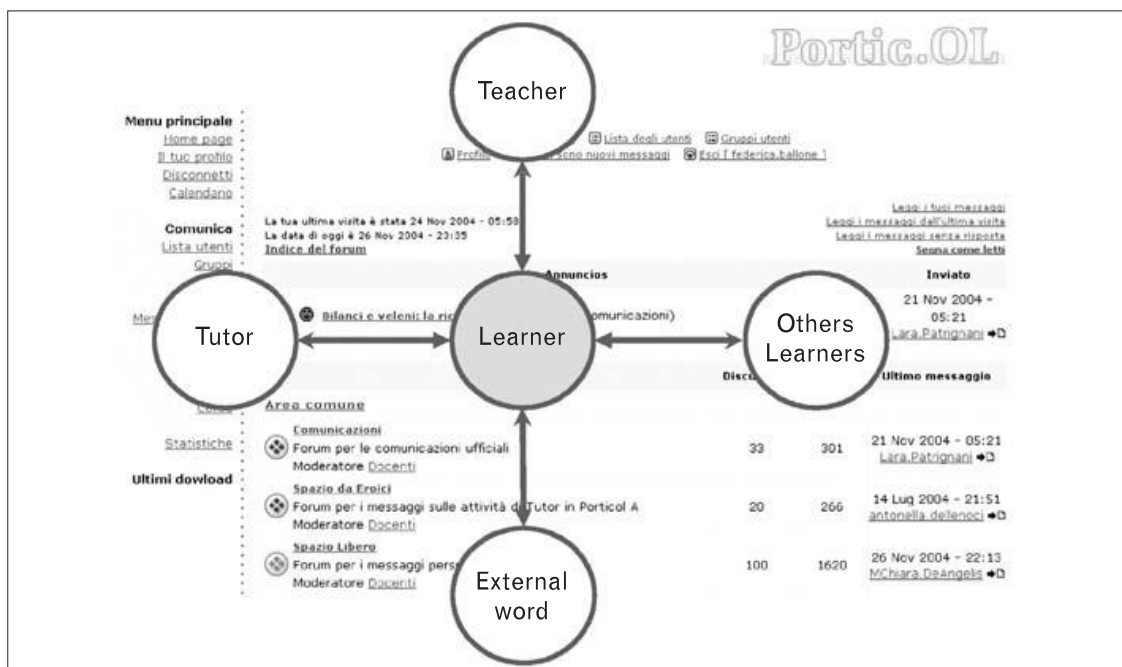 Portic.OL
Teacher
Menu principale
Home page
Il tuo profilo
Disconnetti
Calendario
Lista degli utenti Gruppi utenti
Profilo sono nuovi messaggi Esci [ federica.ballone ]
Comunica
Lista utenti
Gruppi
La tua ultima visita è stata 24 Nov 2004 - 05:58
La data di oggi è 26 Nov 2004 - 23:35
Indice del forum
Leggi i tuoi messaggi
Leggi i messaggi dall'ultima visita
Leggi i messaggi senza risposta
Segna come letti
Annuncios Inviato
Bilanci e veleni: la ric comunicazioni)
21 Nov 2004 -
05:21
Lara.Patrignani
Tutor
Learner
Others
Learners
Ultimo messaggio
Area comune
Statistiche
Ultimi dowload
Comunicazioni
Forum per le comunicazioni ufficiali
Moderatore Docenti
33 301
21 Nov 2004 - 05:21
Lara.Patrignani
Spazio da Eroici
Forum per i messaggi sulle attività di Tutor in Porticol A
Moderatore Docenti
20 266
14 Lug 2004 - 21:51
antonella.dellenoci
Spazio Libero
Forum per i messaggi pers
Moderatore Docenti
100 1620
26 Nov 2004 - 22:13
MChiara.DeAngelis
External
word